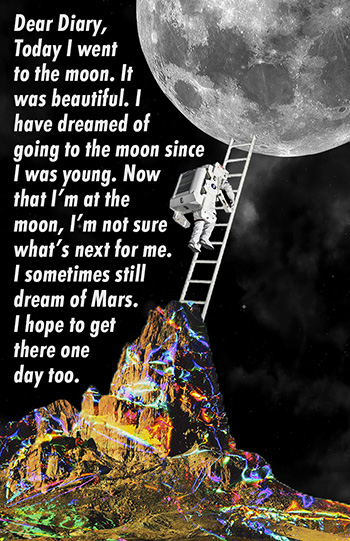 Dear Diary,
Today I went
to the moon. It
was beautiful. I
have dreamed of
going to the moon since
I was young. Now
that I'm at the
moon, I'm not sure
what's next for me.
I sometimes still
dream of Mars.
I hope to get
there one
day too.